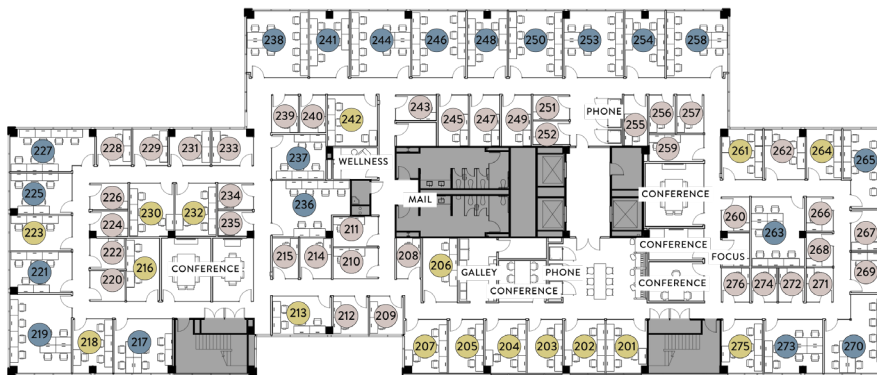 238 241 244 246 248 250 253 254 258
239 240 242 243 245 247 249 251 PHONE 255 256 257
252
227 228 229 231 233 237 WELLNESS 259 261 262 264 265
225 226 230 232 234 236 MAIL CONFERENCE
223 224 235 211 260 263 266 267
221 222 216 CONFERENCE 215 214 210 208 206 GALLEY PHONE CONFERENCE FOCUS 268 269
220 CONFERENCE CONFERENCE 276 274 272 271
219 218 217 213 212 209 207 205 204 203 202 201 275 273 270